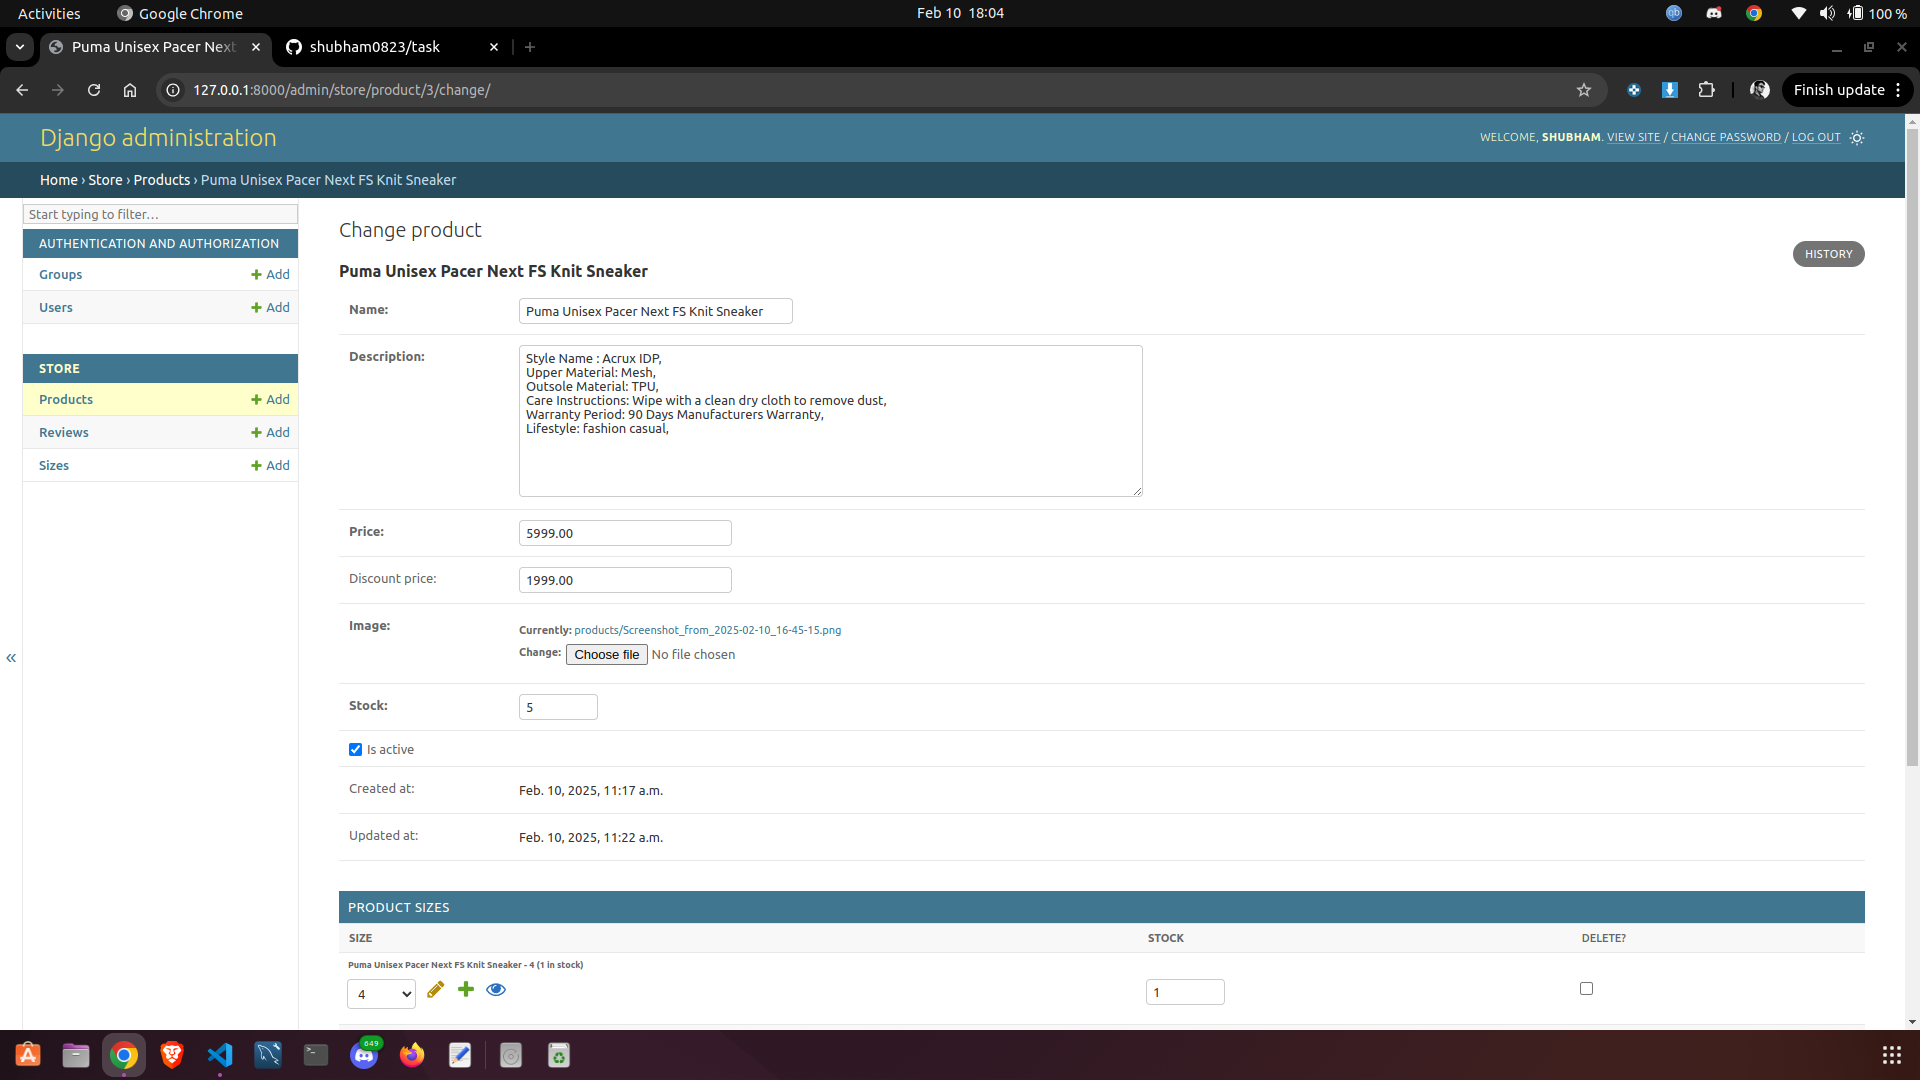 Activities
Google Chrome
Feb 10 18:04
100 %
Puma Unisex Pacer Next
shubham0823/task
127.0.0.1:8000/admin/store/product/3/change/
Finish update
Django administration
WELCOME, SHUBHAM. VIEW SITE / CHANGE PASSWORD / LOG OUT
Home › Store › Products › Puma Unisex Pacer Next FS Knit Sneaker
Start typing to filter…
AUTHENTICATION AND AUTHORIZATION
Groups
Add
Users
Add
STORE
Products
Add
Reviews
Add
Sizes
Add
«
Change product
HISTORY
Puma Unisex Pacer Next FS Knit Sneaker
Name:
Puma Unisex Pacer Next FS Knit Sneaker
Description:
Style Name : Acrux IDP,
Upper Material: Mesh,
Outsole Material: TPU,
Care Instructions: Wipe with a clean dry cloth to remove dust,
Warranty Period: 90 Days Manufacturers Warranty,
Lifestyle: fashion casual,
Price:
5999.00
Discount price:
1999.00
Image:
Currently: products/Screenshot_from_2025-02-10_16-45-15.png
Change: Choose file No file chosen
Stock:
5
Is active
Created at:
Feb. 10, 2025, 11:17 a.m.
Updated at:
Feb. 10, 2025, 11:22 a.m.
PRODUCT SIZES
SIZE
STOCK
DELETE?
Puma Unisex Pacer Next FS Knit Sneaker - 4 (1 in stock)
4
1
649